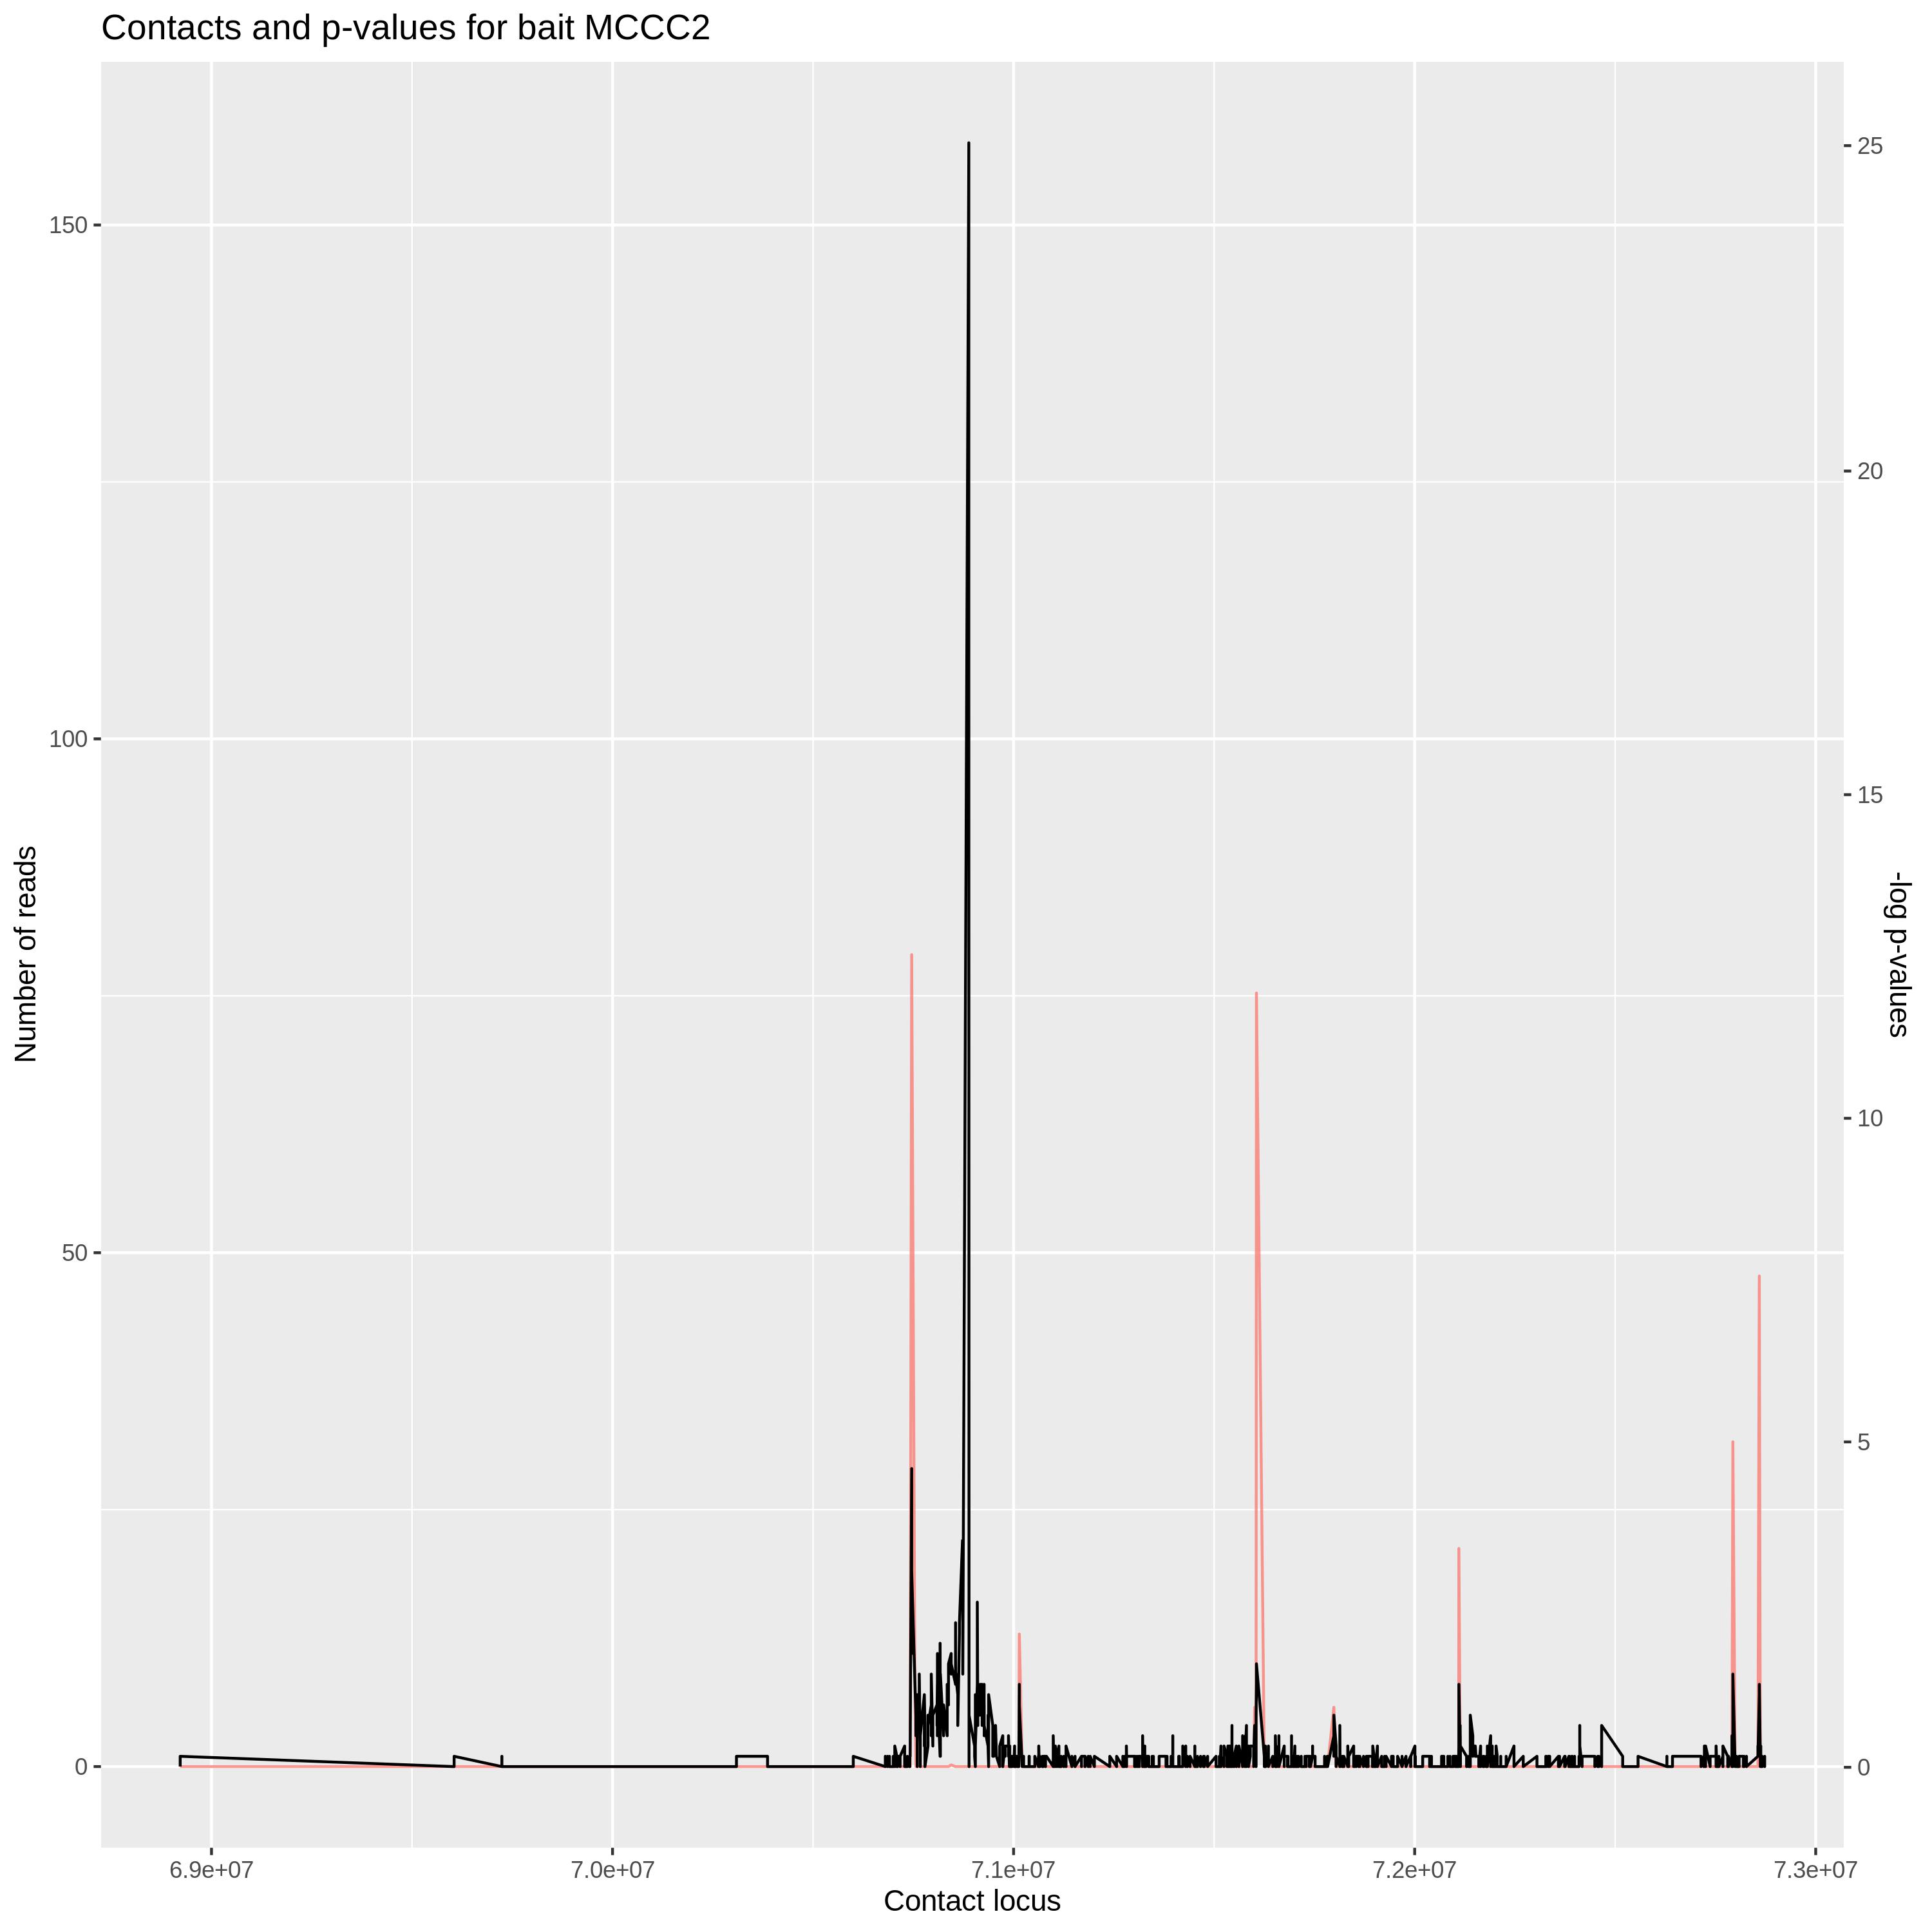 Contacts and p-values for bait MCCC2
150
100
50
0
Number of reads
25
20
15
10
5
0
-log p-values
6.9e+07
7.0e+07
7.1e+07
7.2e+07
7.3e+07
Contact locus